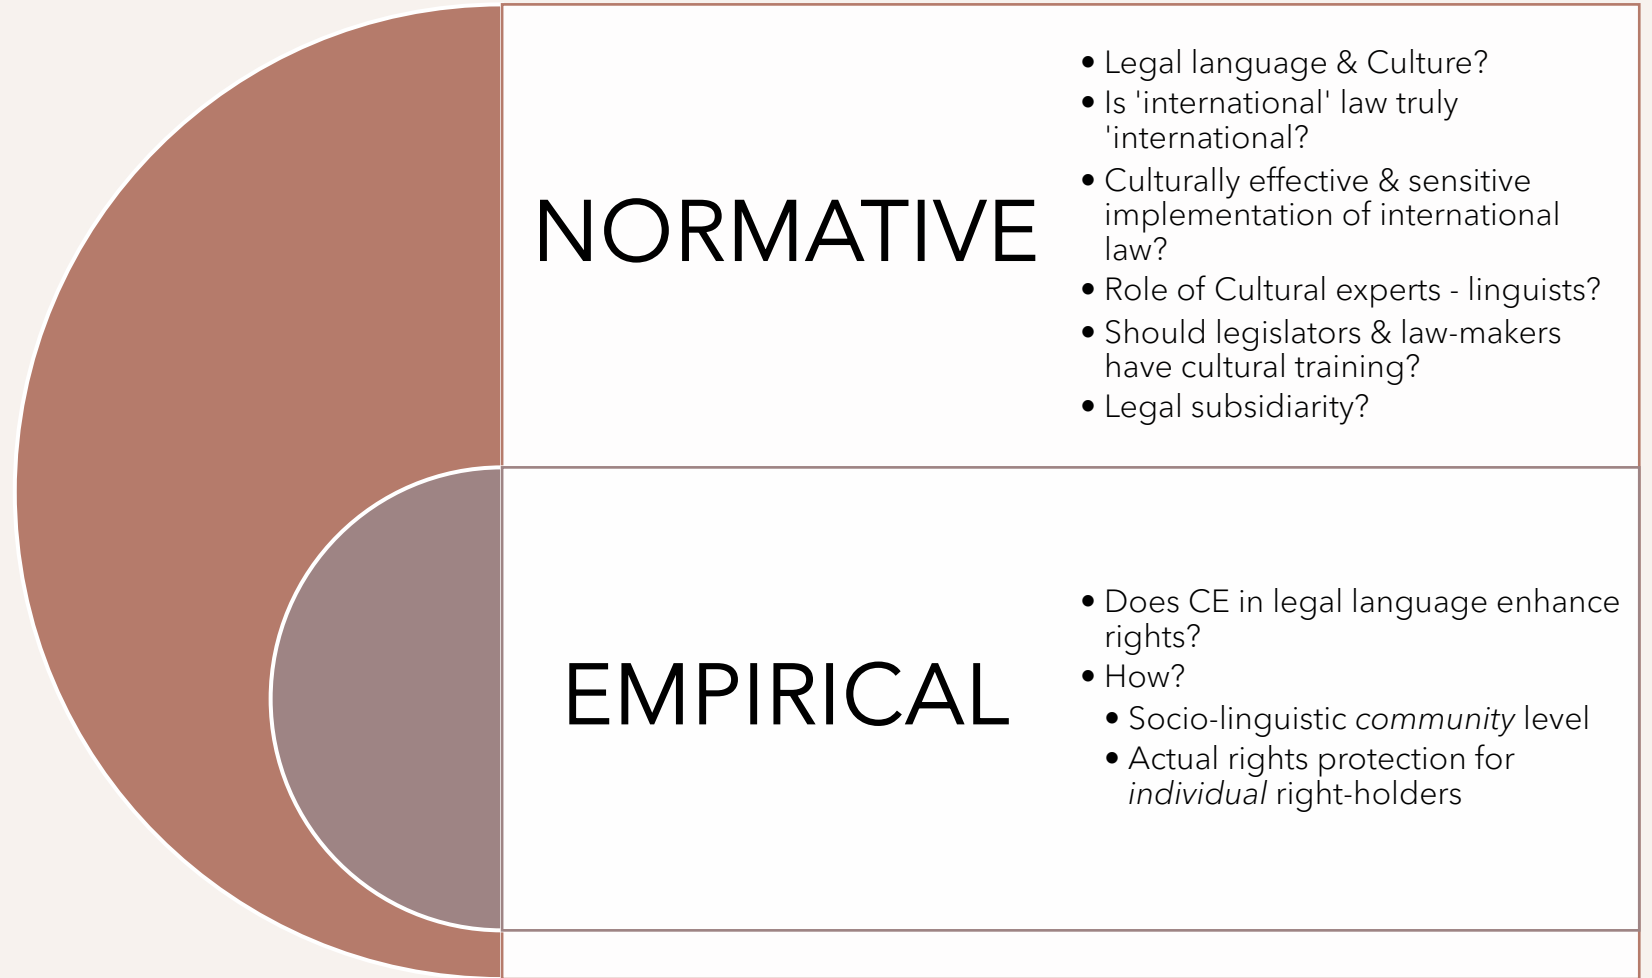 NORMATIVE
• Legal language & Culture?
• Is 'international' law truly
'international?
• Culturally effective & sensitive
implementation of international
law?
• Role of Cultural experts - linguists?
• Should legislators & law-makers
have cultural training?
• Legal subsidiarity?
EMPIRICAL
• Does CE in legal language enhance
rights?
• How?
• Socio-linguistic community level
• Actual rights protection for
individual right-holders